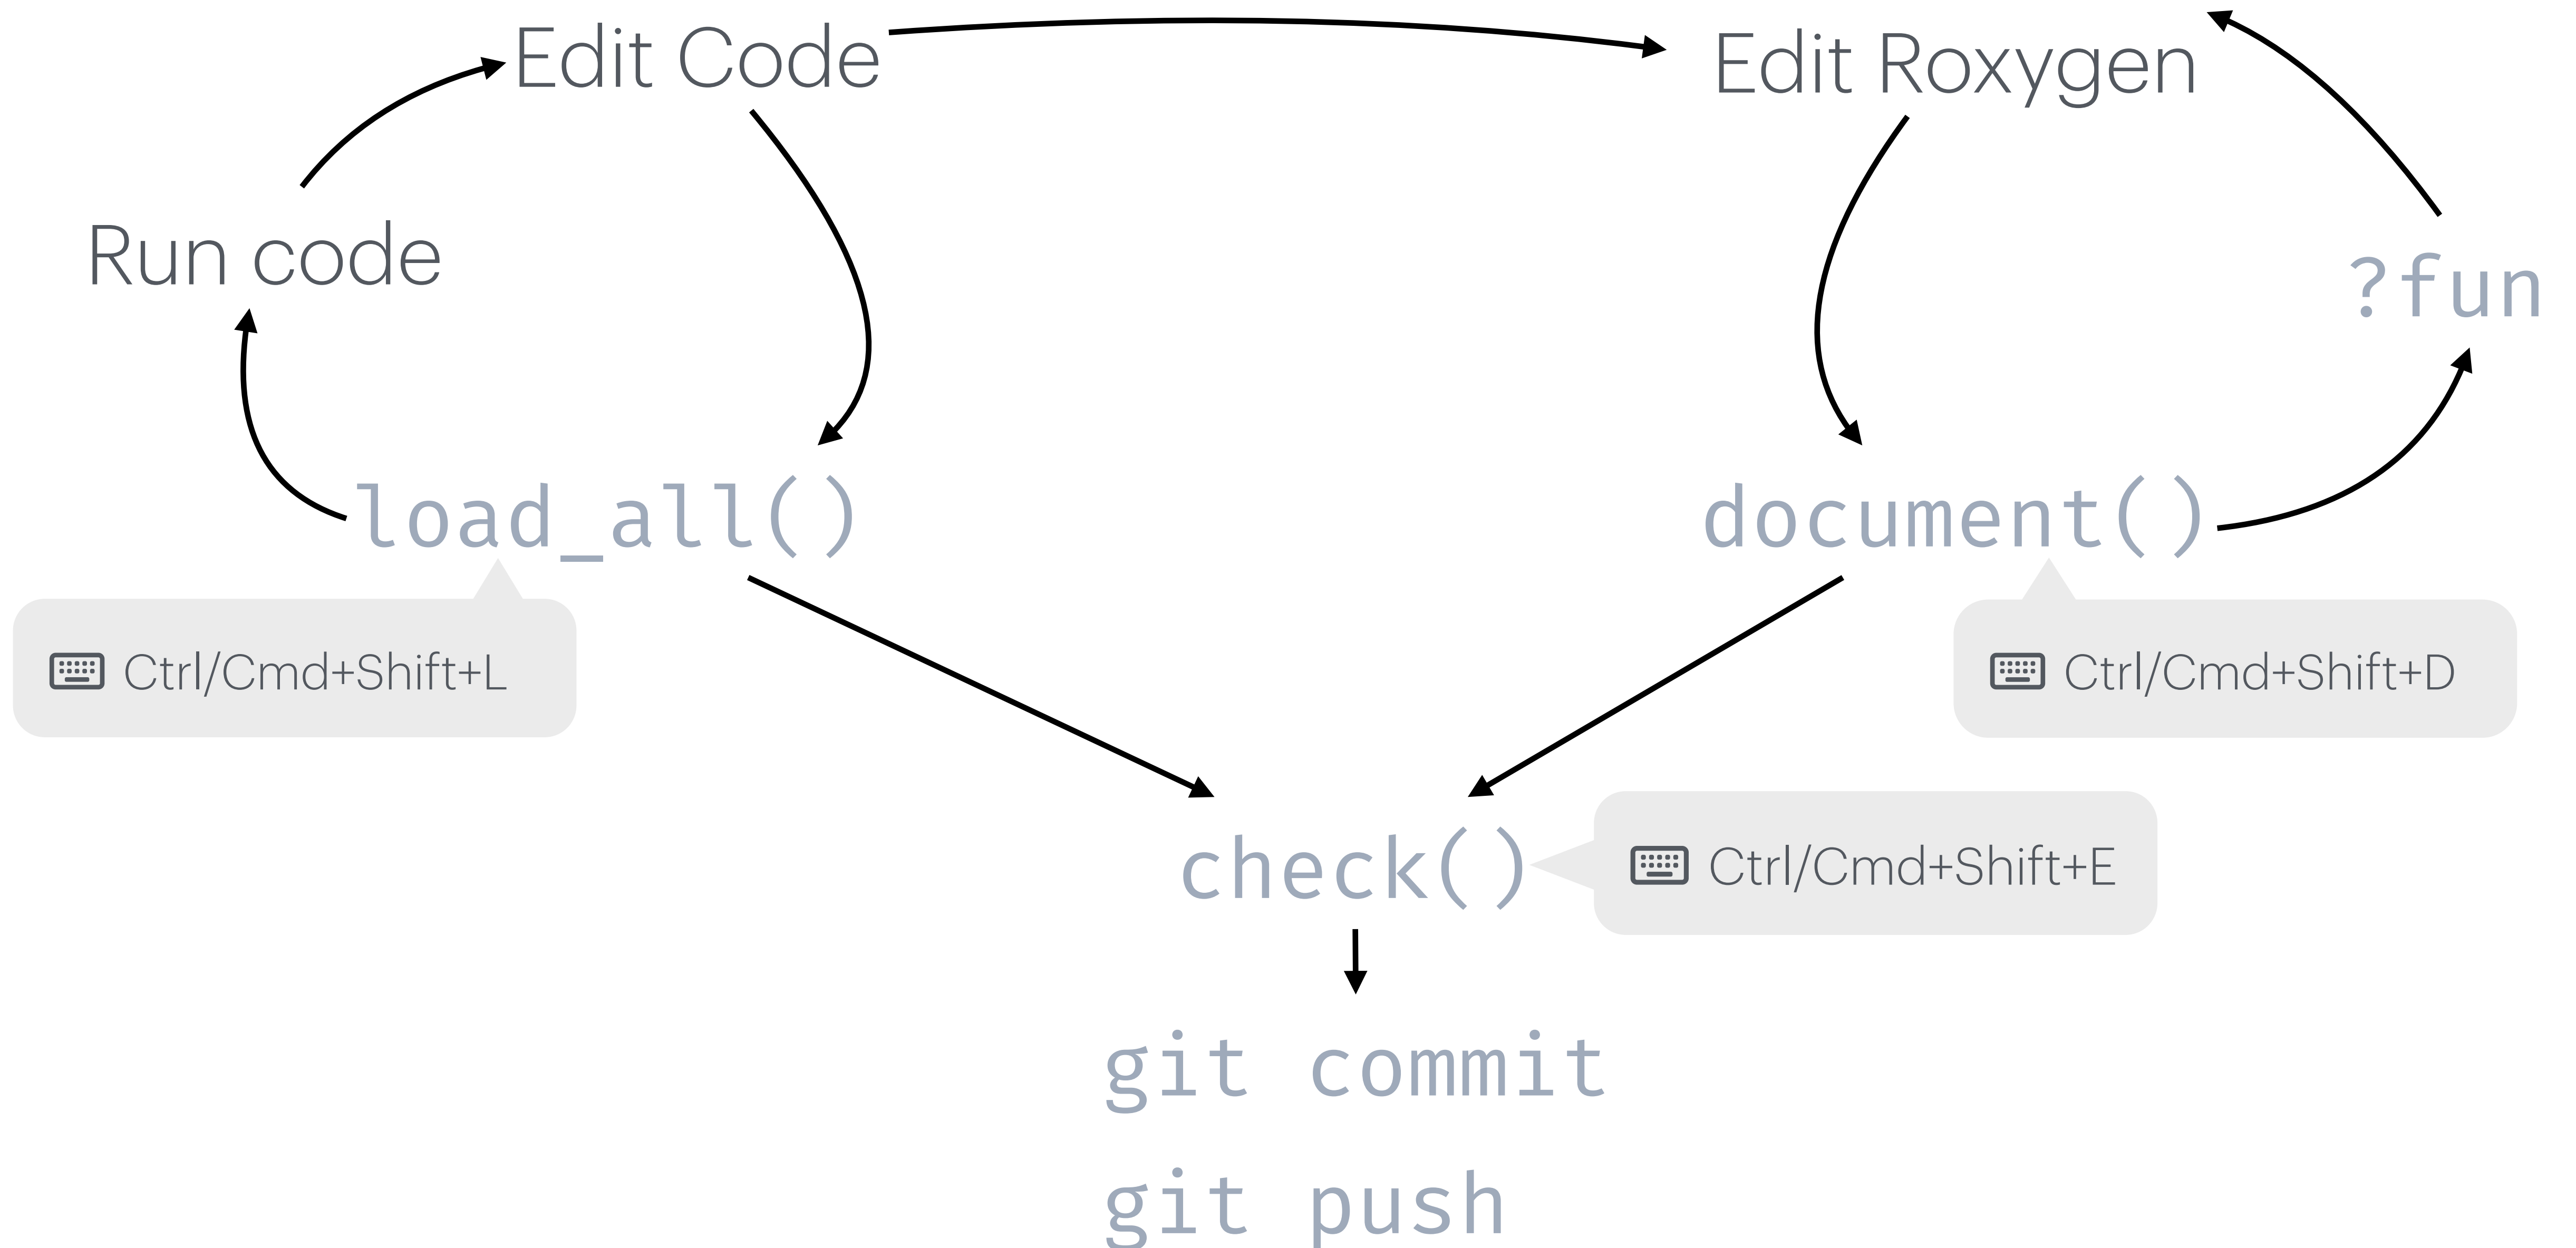 Edit Code
Edit Roxygen
Run code
?fun
load_all()
document()
Ctrl/Cmd+Shift+L
Ctrl/Cmd+Shift+D
check()
Ctrl/Cmd+Shift+E
git commit
git push